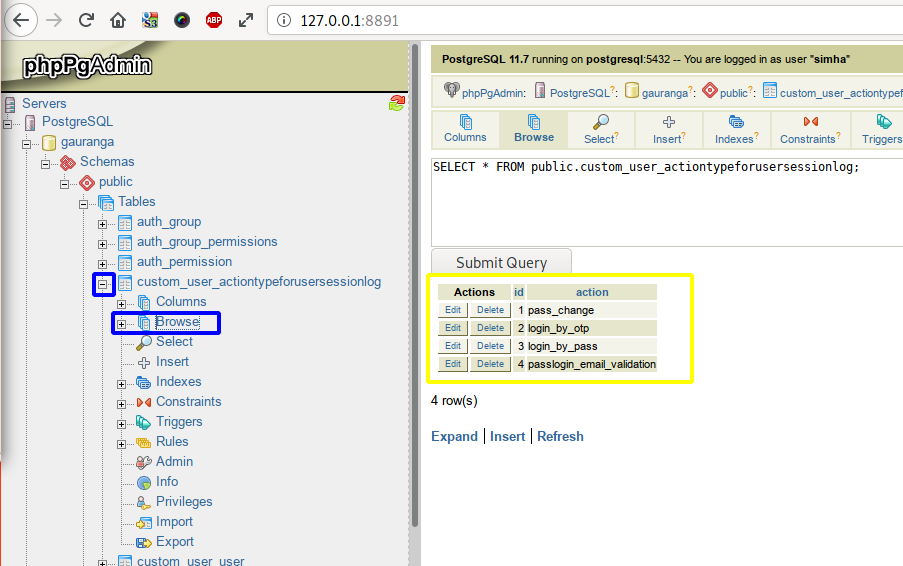 S3
ABP
127.0.0.1:8891
phpPgAdmin
Servers
PostgreSQL
gauranga
Schemas
public
Tables
auth_group
auth_group_permissions
auth_permission
custom_user_actiontypeforusersessionlog
Columns
Browse
Select
Insert
Indexes
Constraints
Triggers
Rules
Admin
Info
Privileges
Import
Export
custom_user_user
PostgreSQL 11.7 running on postgresql:5432 -- You are logged in as user "simha"
phpPgAdmin: PostgreSQL?: gauranga?: public?: custom_user_actiontypef
Columns Browse Select? Insert? Indexes? Constraints? Triggers
SELECT * FROM public.custom_user_actiontypeforusersessionlog;
Submit Query
Actions id action
Edit Delete 1 pass_change
Edit Delete 2 login_by_otp
Edit Delete 3 login_by_pass
Edit Delete 4 passlogin_email_validation
4 row(s)
Expand | Insert | Refresh